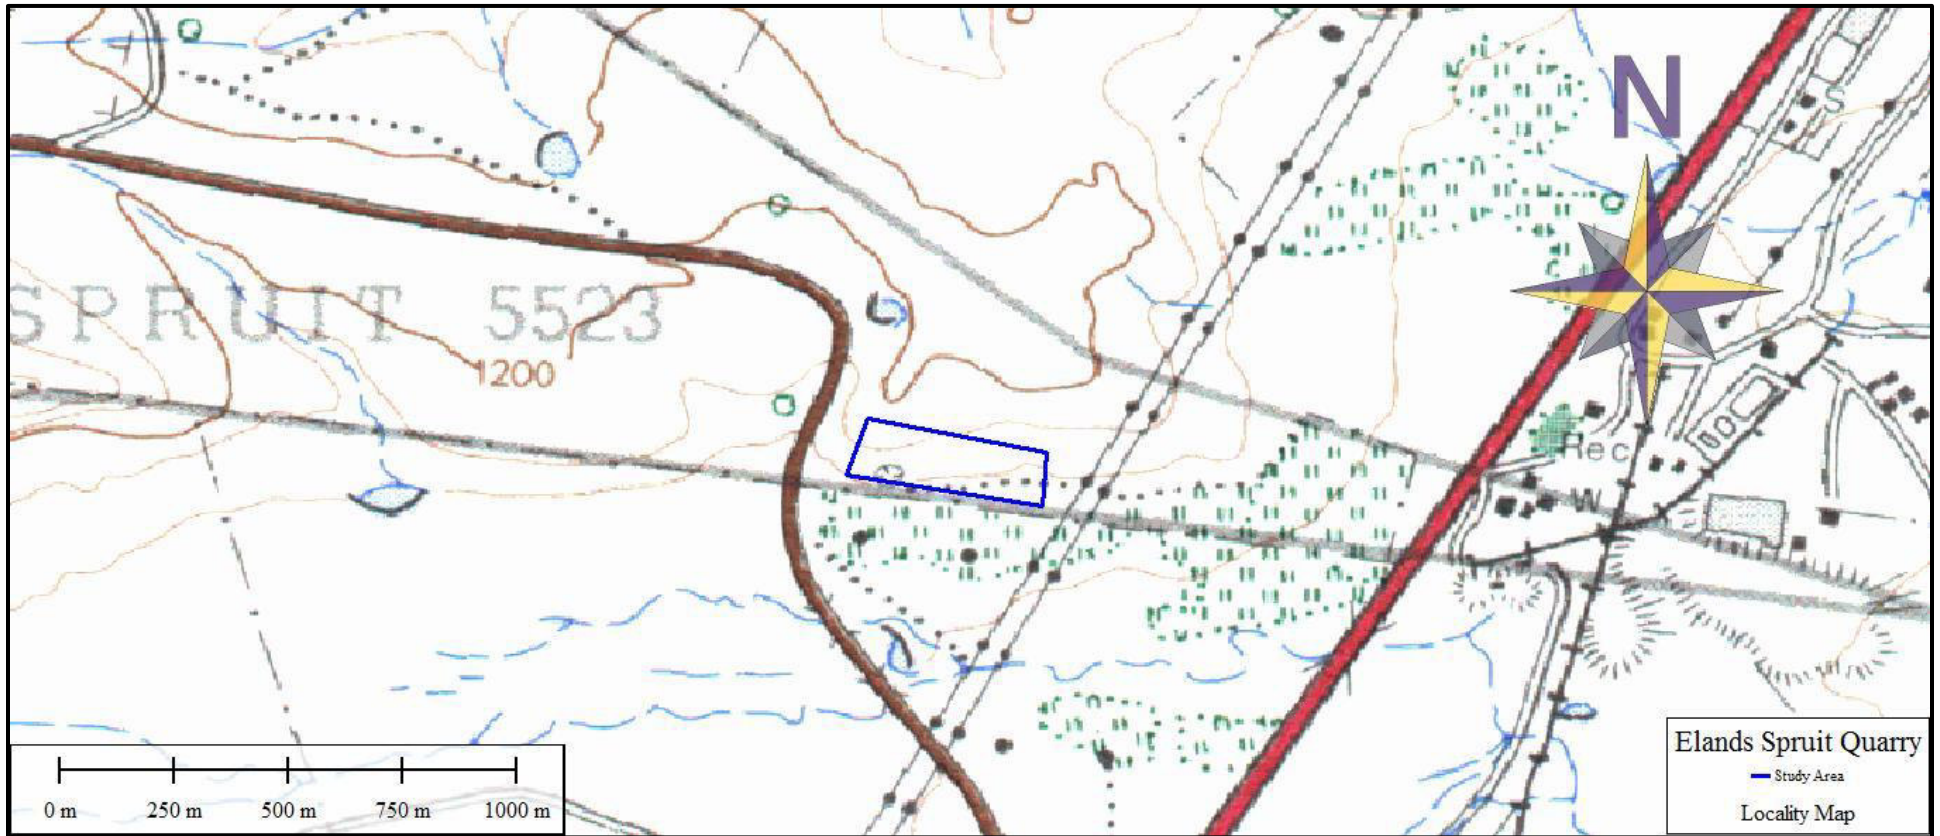 N
S
SPRUIT 5523
1200
Rec
W
Elands Spruit Quarry
Study Area
Locality Map
0 m 250 m 500 m 750 m 1000 m